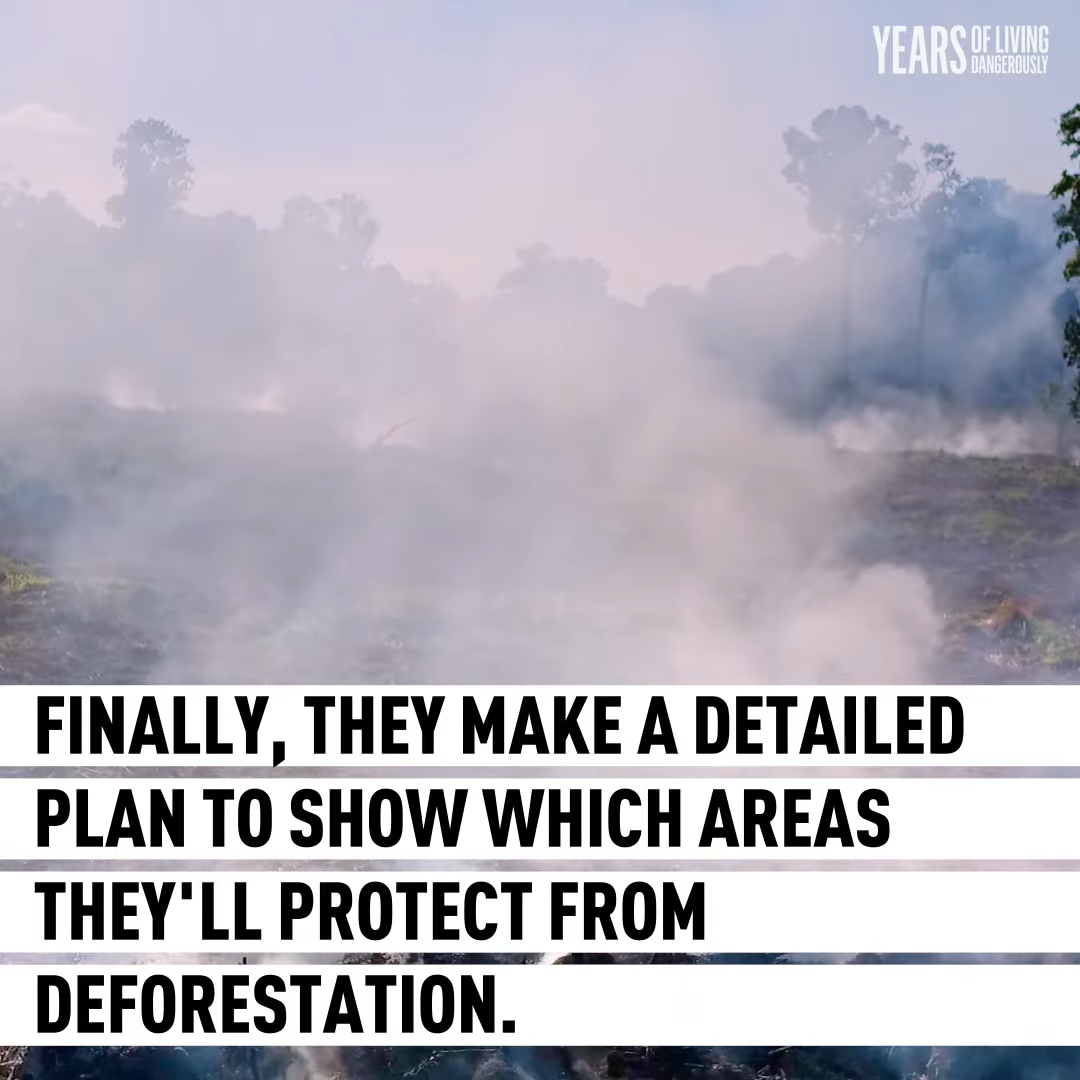 YEARS OF LIVING
DANGEROUSLY
FINALLY, THEY MAKE A DETAILED
PLAN TO SHOW WHICH AREAS
THEY'LL PROTECT FROM
DEFORESTATION.